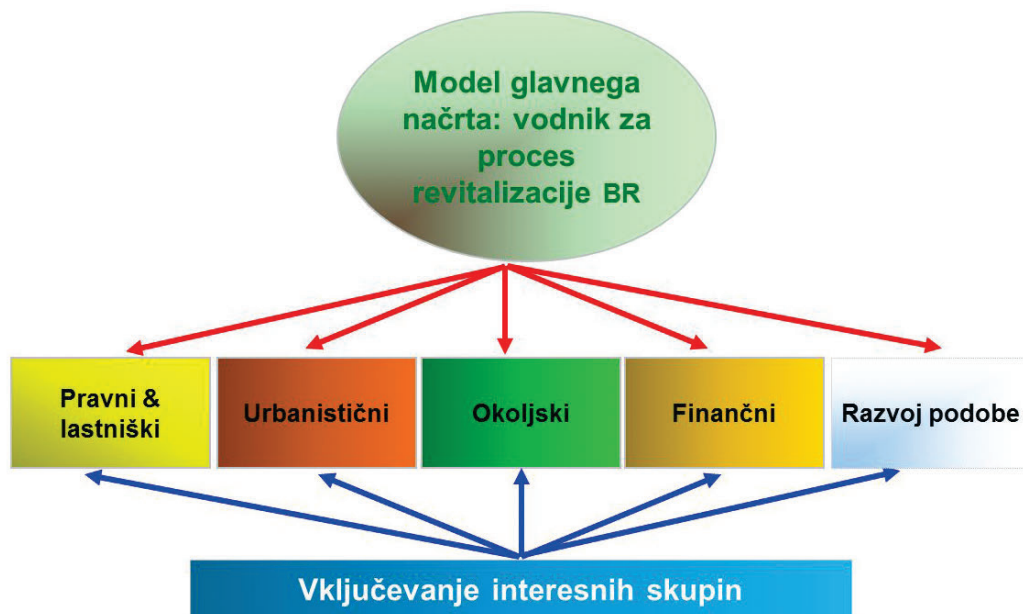 Model glavnega
načrta: vodnik za
proces
revitalizacije BR
Pravni &
lastniški
Urbanistični
Okoljski
Finančni
Razvoj podobe
Vključevanje interesnih skupin